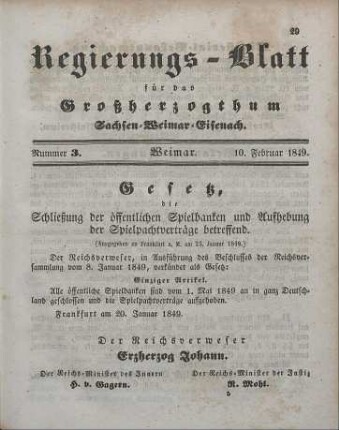 29
Regierungs-Blatt
für das
Großherzogthum
Sachsen-Weimar-Eisenach.
Nummer 3. Weimar. 10. Februar 1849.
Gesetz,
die
Schließung der öffentlichen Spielbanken und Aufhebung
der Spielpachtverträge betreffend.
(Ausgegeben zu Frankfurt a. M. am 23. Januar 1849.)
Der Reichsverweser, in Ausführung des Beschlusses der Reichsver-
sammlung vom 8. Januar 1849, verkündet als Gesetz:
Einziger Artikel.
Alle öffentliche Spielbanken sind vom 1. Mai 1849 an in ganz Deutsch-
land geschlossen und die Spielpachtverträge aufgehoben.
Frankfurt am 20. Januar 1849.
Der Reichsverweser
Erzherzog Johann.
Der Reichs-Minister des Innern Der Reichs-Minister der Justiz
H. v. Gagern. R. Mohl.
5